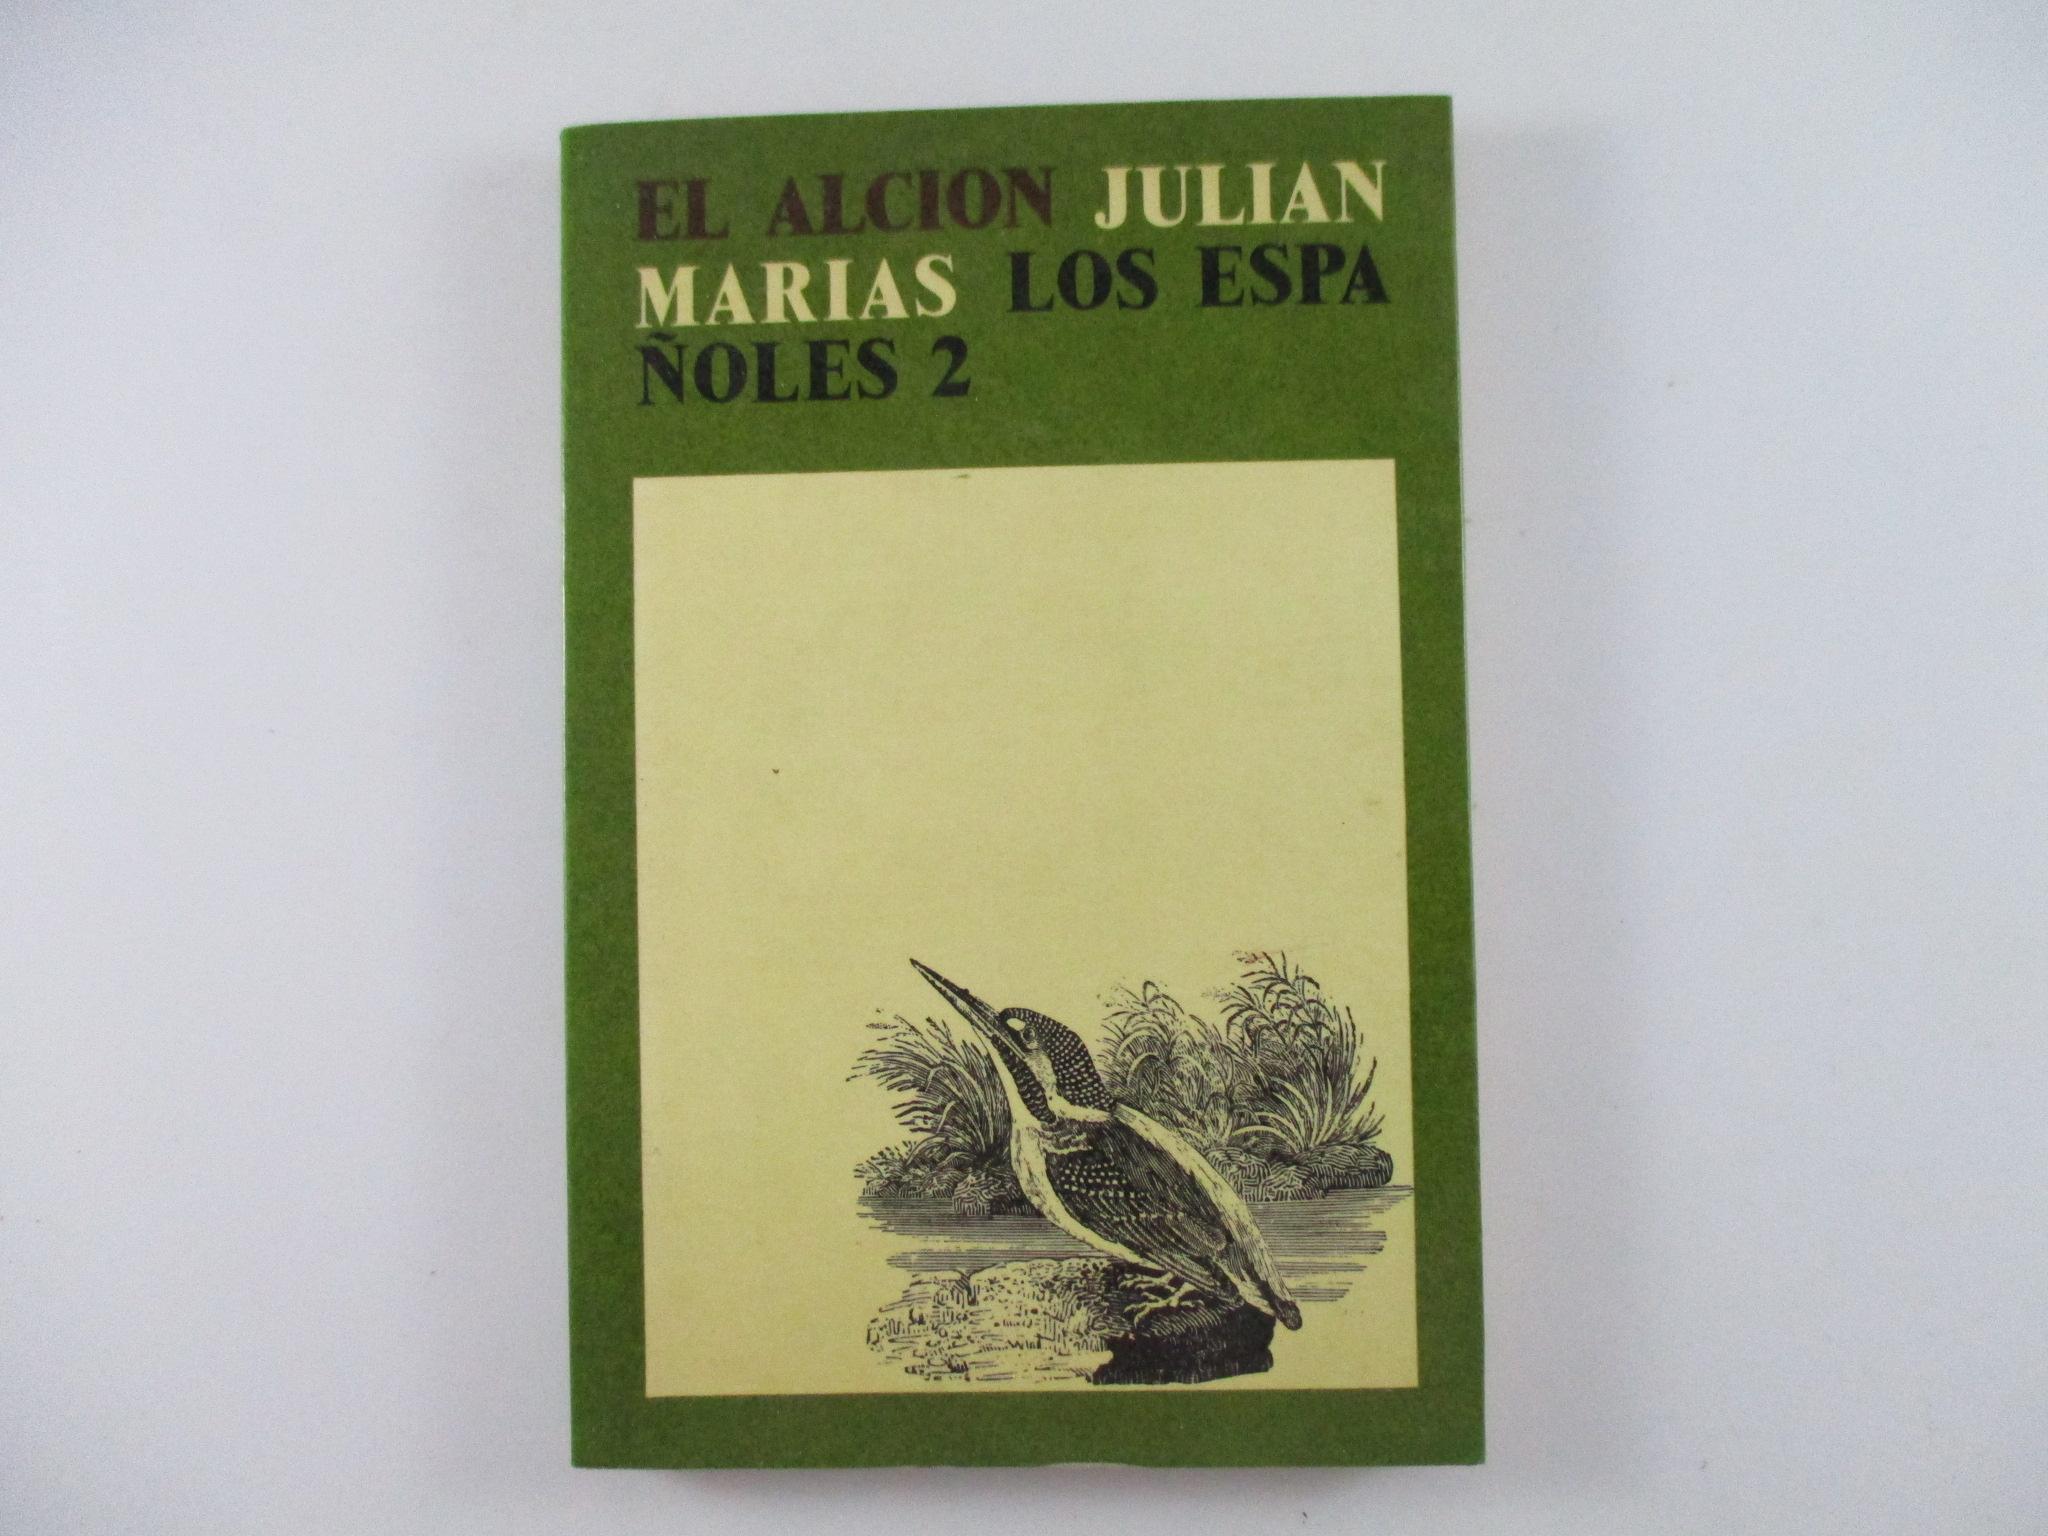 EL ALCION JULIAN
MARIAS LOS ESPA
ÑOLES 2